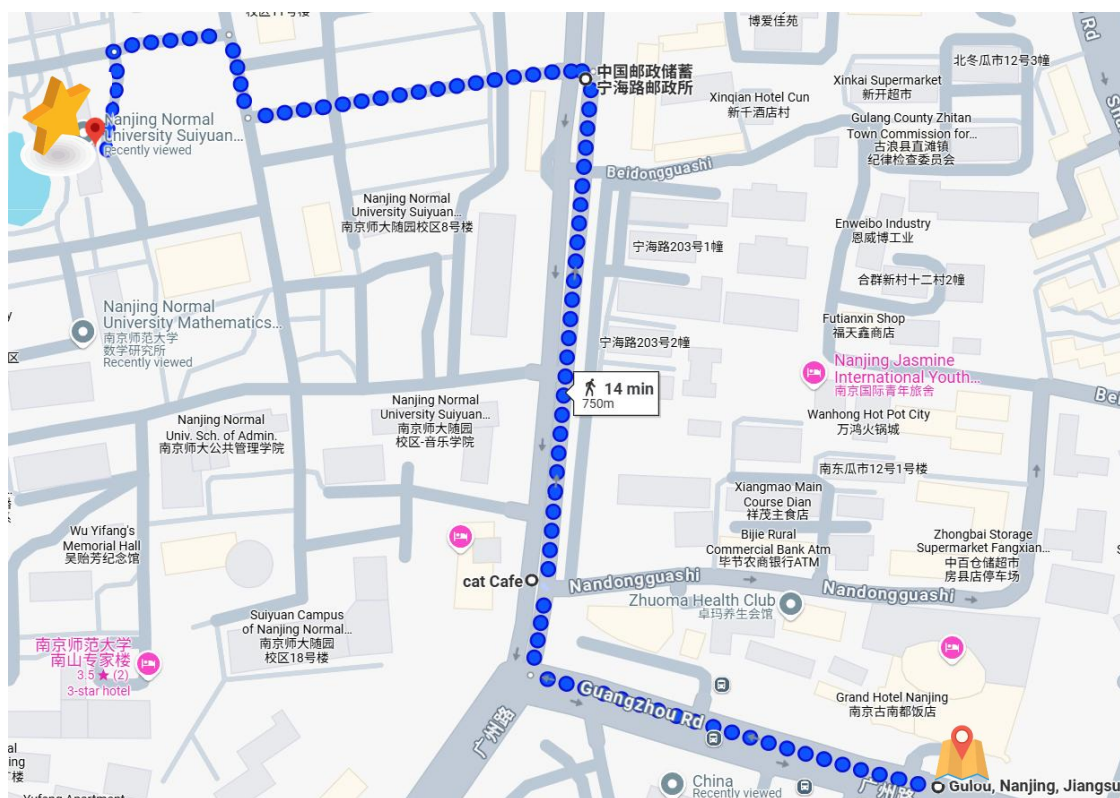 校区11号楼
博爱佳苑
Rd
北冬瓜市12号3幢
中国邮政储蓄
宁海路邮政所
Xinkai Supermarket
新开超市
Xinqian Hotel Cun
新千酒店村
Gulang County Zhitan
Town Commission for...
古浪县直滩镇
纪律检查委员会
Nanjing Normal
University Suiyuan...
Recently viewed
Beidongguashi
Nanjing Normal
University Suiyuan...
南京师大随园校区8号楼
Enweibo Industry
恩威博工业
宁海路203号1幢
合群新村十二村2幢
Nanjing Normal
University Mathematics...
南京师范大学
数学研究所
Recently viewed
区
Futianxin Shop
福天鑫商店
宁海路203号2幢
Nanjing Jasmine
International Youth...
南京国际青年旅舍
14 min
750m
Bei
Nanjing Normal
Univ. Sch. of Admin.
南京师大公共管理学院
Nanjing Normal
University Suiyuan...
南京师大随园
校区-音乐学院
Wanhong Hot Pot City
万鸿火锅城
南东瓜市12号1号楼
Xiangmao Main
Course Dian
祥茂主食店
Wu Yifang's
Memorial Hall
吴贻芳纪念馆
Bijie Rural
Commercial Bank Atm
毕节农商银行ATM
Zhongbai Storage
Supermarket Fangxian...
中百仓储超市
房县店停车场
cat Cafe
Nandongguashi
Nandongguashi
Zhuoma Health Club
卓玛养生会馆
Suiyuan Campus
of Nanjing Normal...
南京师大随园
校区18号楼
南京师范大学
南山专家楼
3.5 ★ (2)
3-star hotel
Guangzhou Rd
广州路
Grand Hotel Nanjing
南京古南都饭店
China
Recently viewed
广州路
Gulou, Nanjing, Jiangs
Yufang Apartment